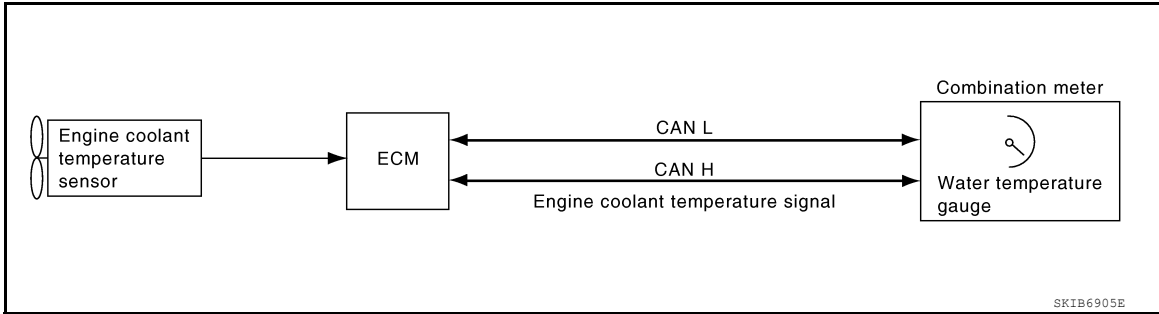 Combination meter
Engine coolant
temperature
sensor
ECM
CAN L
CAN H
Engine coolant temperature signal
Water temperature
gauge
SKIB6905E